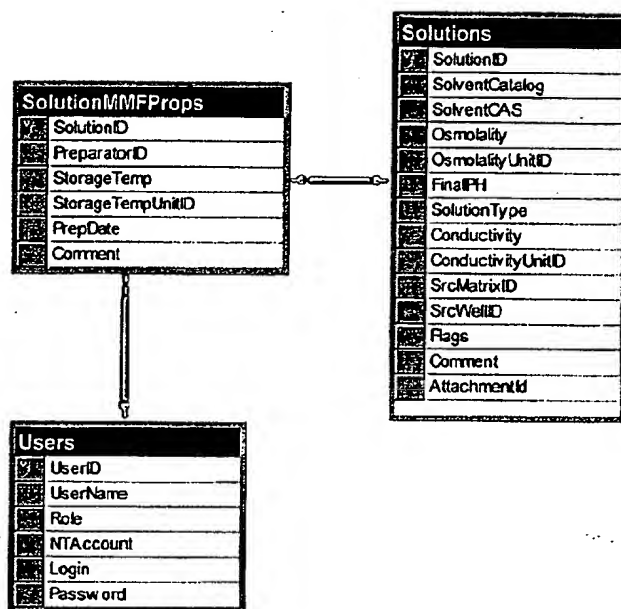 Solutions
SolutionID
SolventCatalog
SolventCAS
Osmolality
OsmolalityUnitID
FinalPH
SolutionType
Conductivity
ConductivityUnitID
SrcMatrixID
SrcWellID
Flags
Comment
AttachmentId
SolutionMMFProps
SolutionID
PreparatorID
StorageTemp
StorageTempUnitID
PrepDate
Comment
Users
UserID
UserName
Role
NTAccount
Login
Password